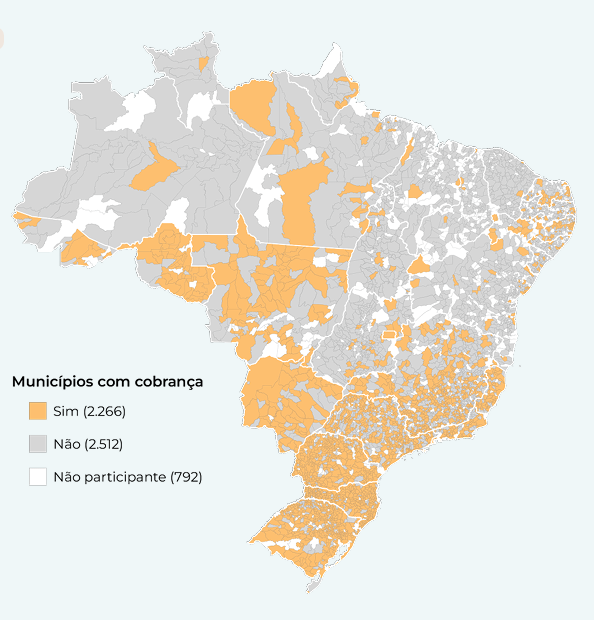 Municípios com cobrança
Sim (2.266)
Não (2.512)
Não participante (792)